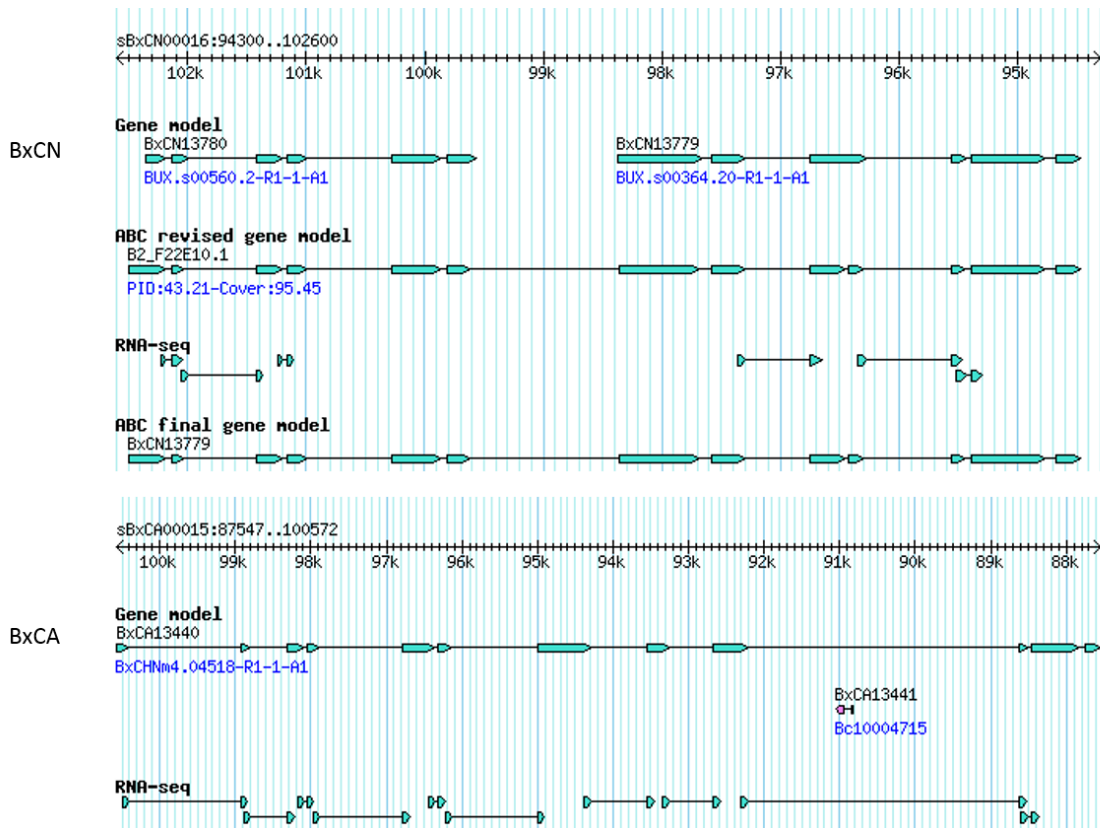 sBxCN00016:94300..102600
102k 101k 100k 99k 98k 97k 96k 95k
BxCN
Gene model
BxCN13780 BxCN13779
BUX.s00560.2-R1-1-A1 BUX.s00364.20-R1-1-A1
ABC revised gene model
B2_F22E10.1
PID:43.21-Cover:95.45
RNA-seq
ABC final gene model
BxCN13779
sBxCA00015:87547..100572
100k 99k 98k 97k 96k 95k 94k 93k 92k 91k 90k 89k 88k
BxCA
Gene model
BxCA13440
BxCHNm4.04518-R1-1-A1
BxCA13441
Bc10004715
RNA-seq